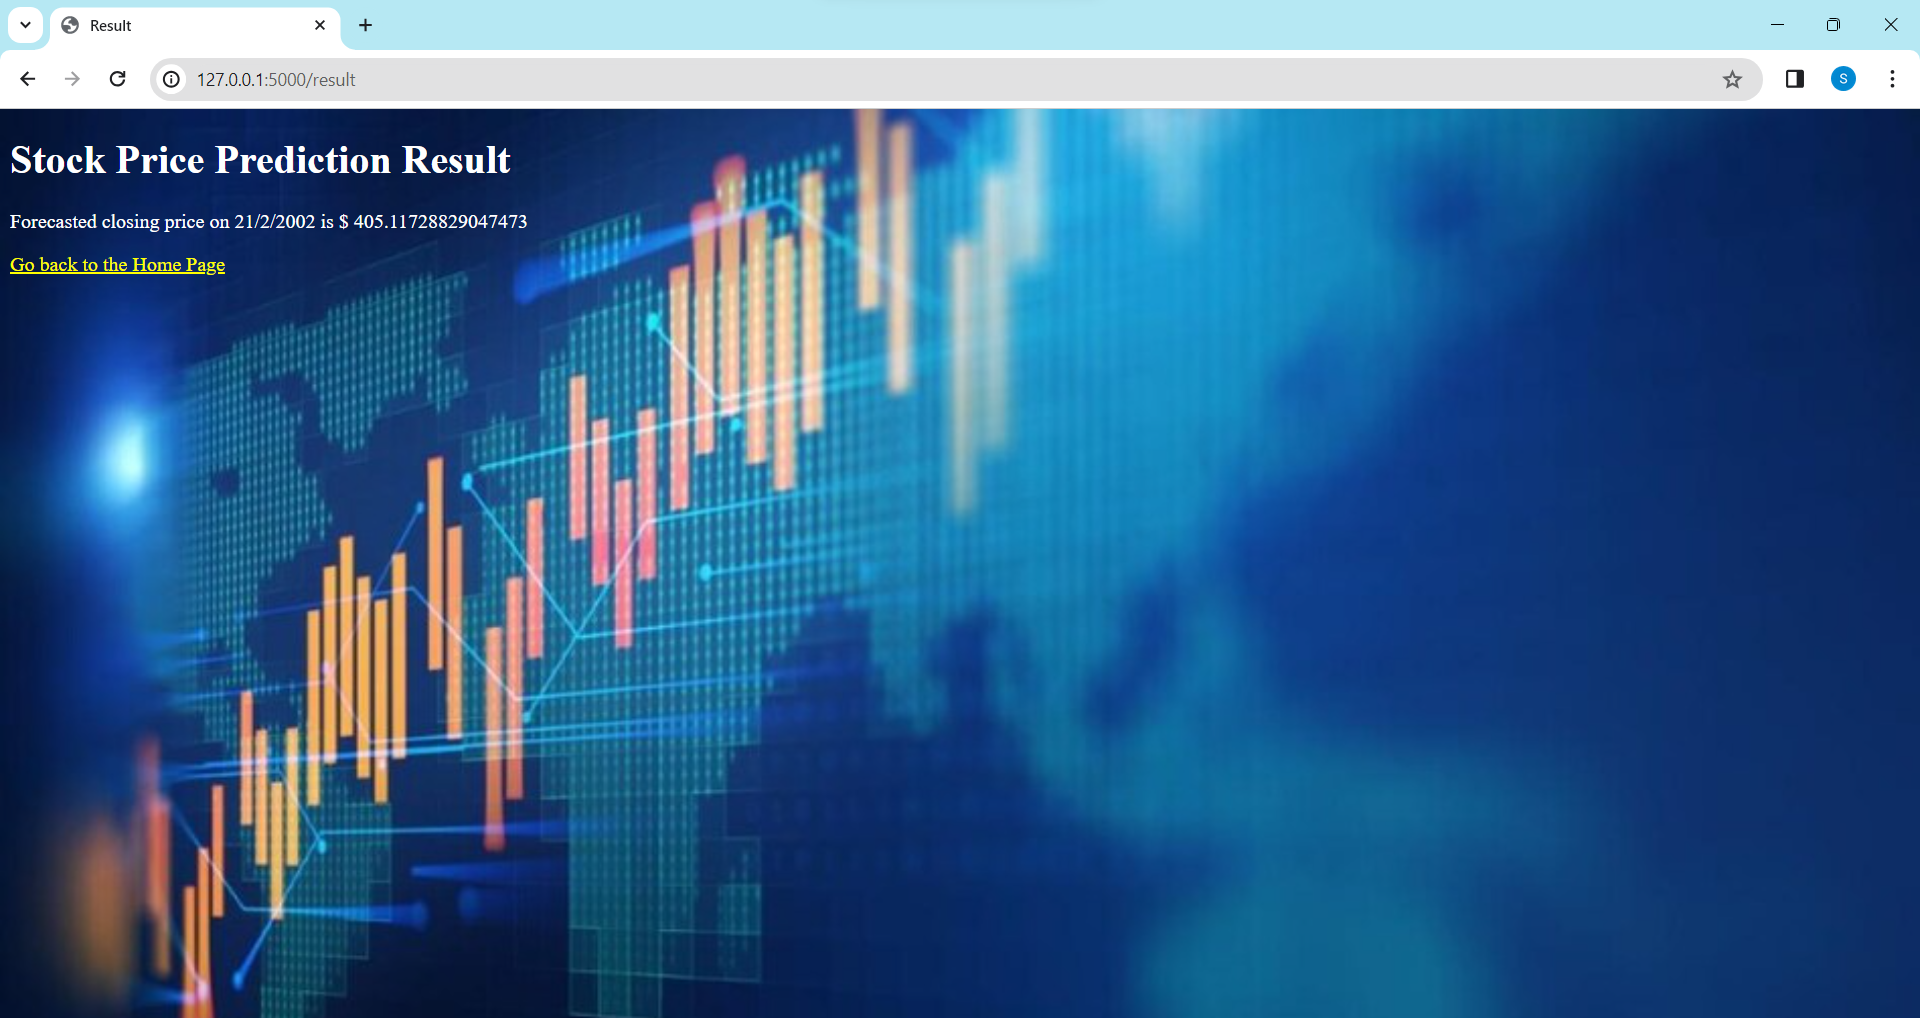 Result
127.0.0.1:5000/result
S
Stock Price Prediction Result
Forecasted closing price on 21/2/2002 is $ 405.11728829047473
Go back to the Home Page